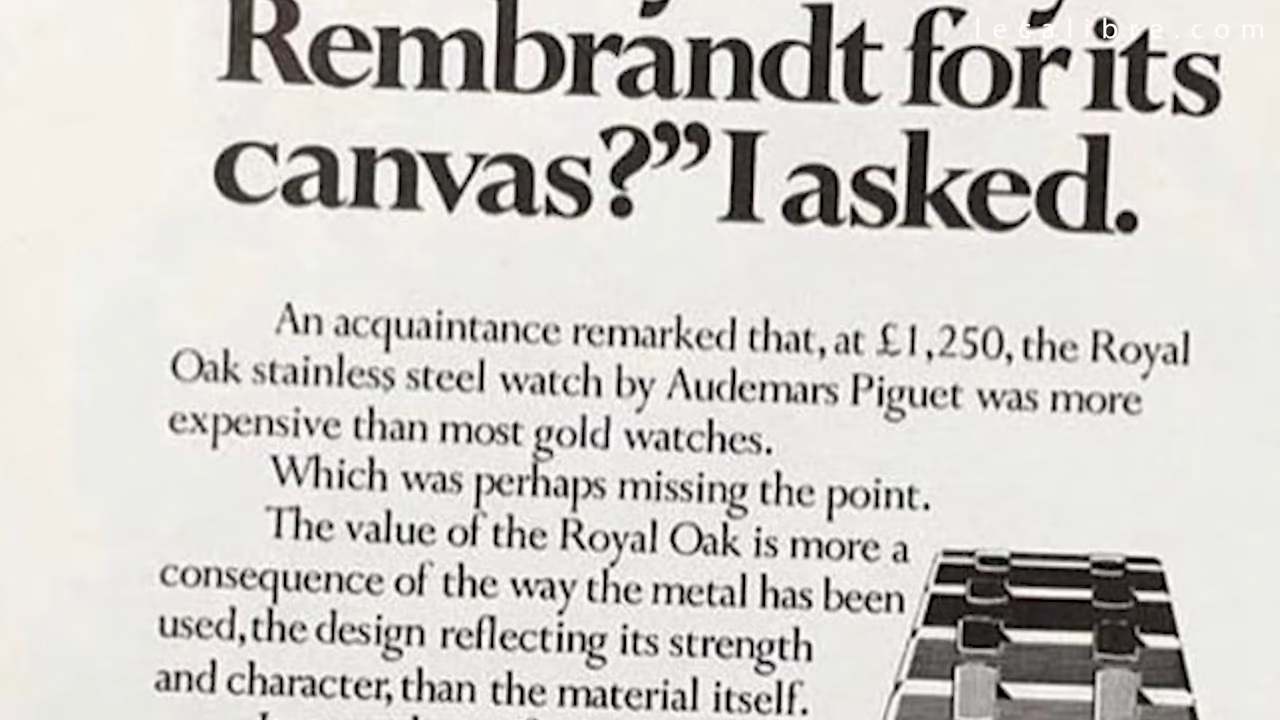 lecalibre.com
Rembrandt for its
canvas?” I asked.
An acquaintance remarked that, at £1,250, the Royal
Oak stainless steel watch by Audemars Piguet was more
expensive than most gold watches.
Which was perhaps missing the point.
The value of the Royal Oak is more a
consequence of the way the metal has been
used, the design reflecting its strength
and character, than the material itself.